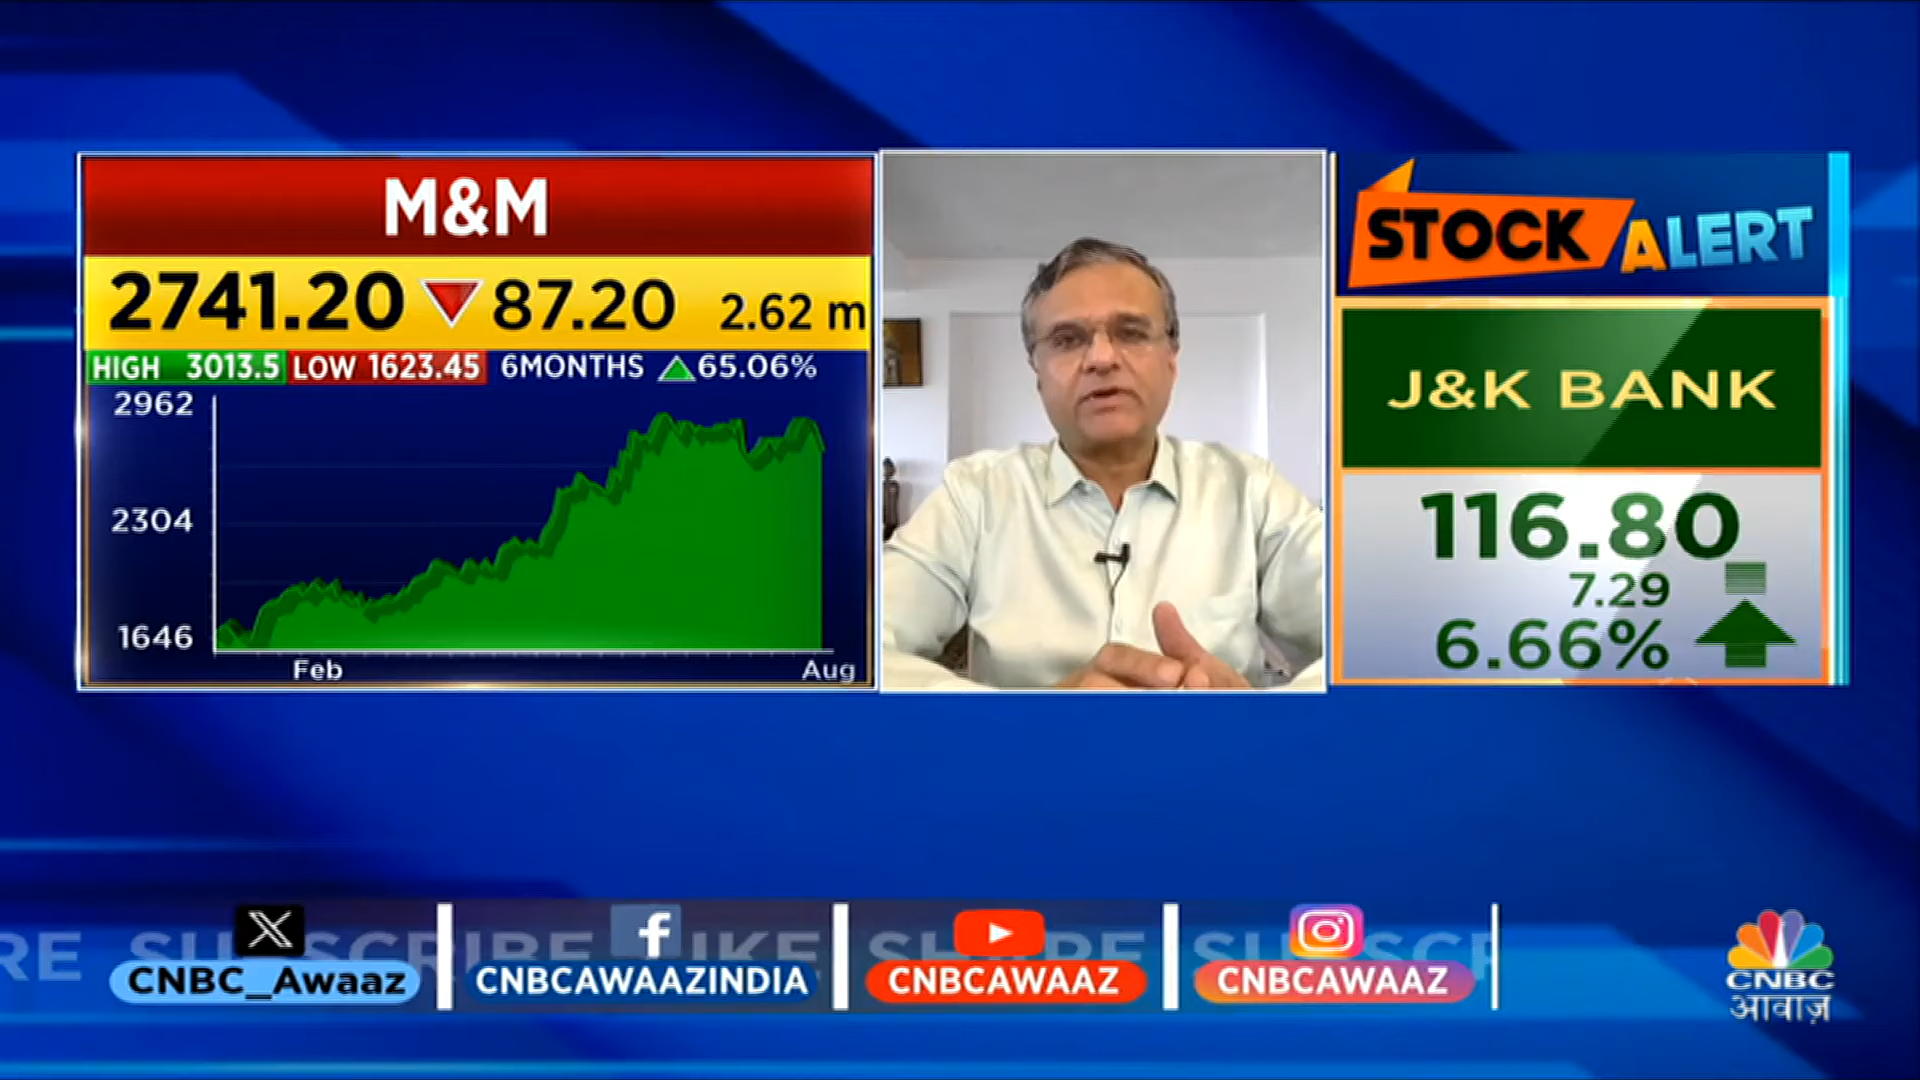 M&M
2741.20 87.20 2.62 m
HIGH 3013.5 LOW 1623.45 6MONTHS 65.06%
2962
2304
1646
Feb Aug
STOCK ALERT
J&K BANK
116.80
7.29
6.66%
CNBC_Awaaz
CNBCAWAAZINDIA
CNBCAWAAZ
CNBCAWAAZ
CNBC
आवाज़